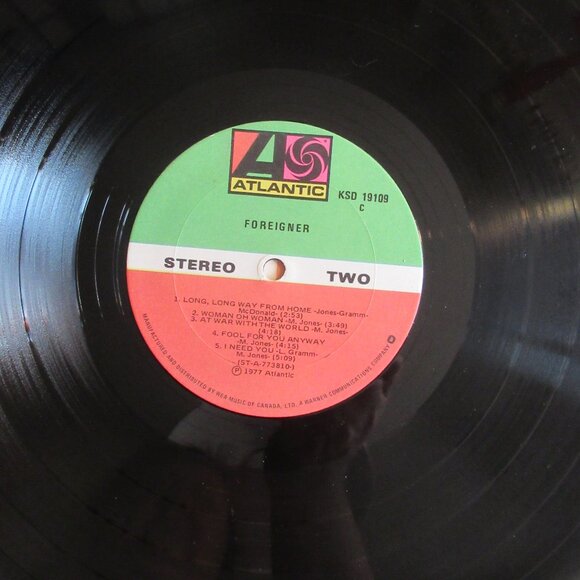 ATLANTIC
KSD 19109
C
FOREIGNER
STEREO TWO
1. LONG, LONG WAY FROM HOME -Jones-Gramm-
McDonald- (2:53)
2. WOMAN OH WOMAN -M. Jones- (3:49)
3. AT WAR WITH THE WORLD -M. Jones-
(4:18)
4. FOOL FOR YOU ANYWAY
-M. Jones- (4:15)
5. I NEED YOU -L. Gramm-
M. Jones- (5:09)
(ST-A-773810-)
Ⓟ 1977 Atlantic
MANUFACTURED AND DISTRIBUTED BY WEA MUSIC OF CANADA, LTD. A WARNER COMMUNICATIONS COMPANY